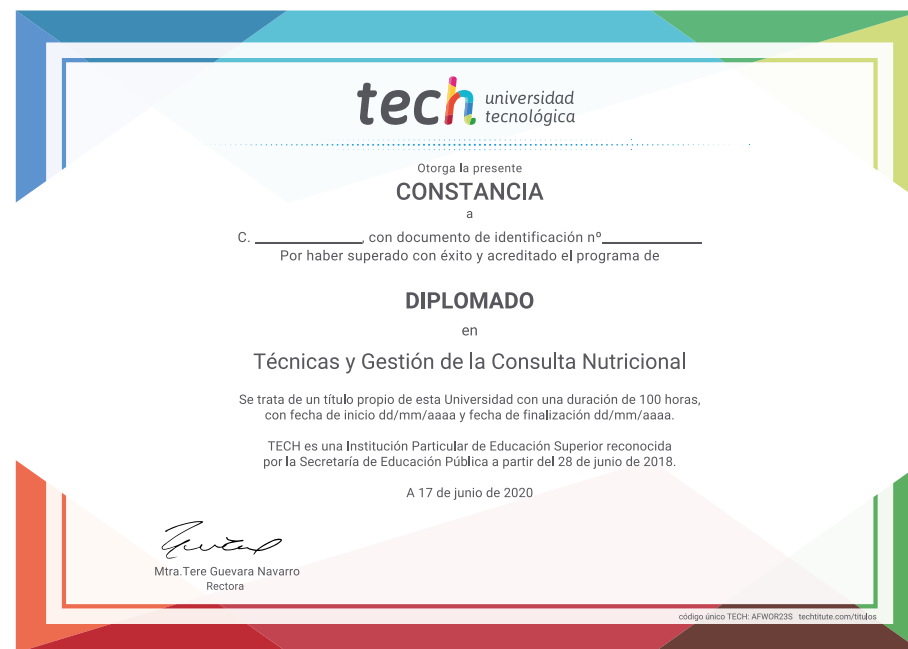 tech universidad
tecnológica
Otorga la presente
CONSTANCIA
a
C. ____________, con documento de identificación nº____________
Por haber superado con éxito y acreditado el programa de
DIPLOMADO
en
Técnicas y Gestión de la Consulta Nutricional
Se trata de un título propio de esta Universidad con una duración de 100 horas,
con fecha de inicio dd/mm/aaaa y fecha de finalización dd/mm/aaaa.
TECH es una Institución Particular de Educación Superior reconocida
por la Secretaría de Educación Pública a partir del 28 de junio de 2018.
A 17 de junio de 2020
Mtra.Tere Guevara Navarro
Rectora
código único TECH: AFWOR23S techtitute.com/titulos